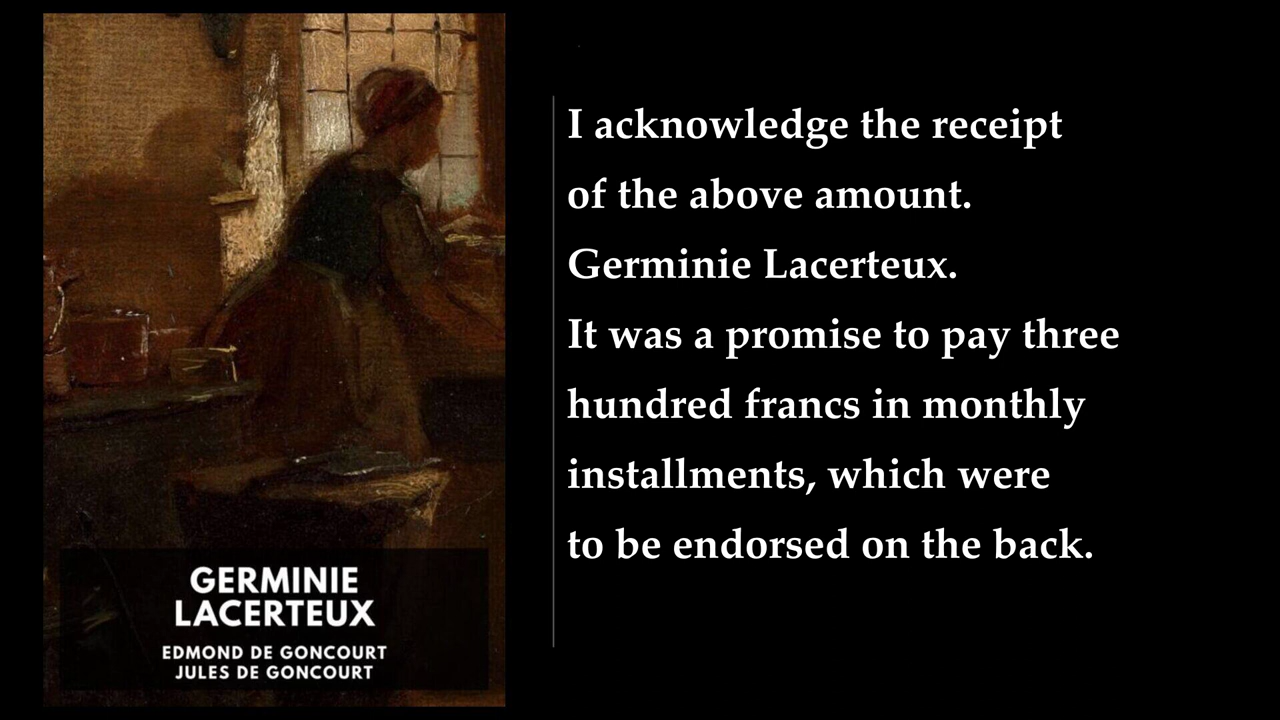 GERMINIE
LACERTEUX
EDMOND DE GONCOURT
JULES DE GONCOURT
I acknowledge the receipt
of the above amount.
Germinie Lacerteux.
It was a promise to pay three
hundred francs in monthly
installments, which were
to be endorsed on the back.